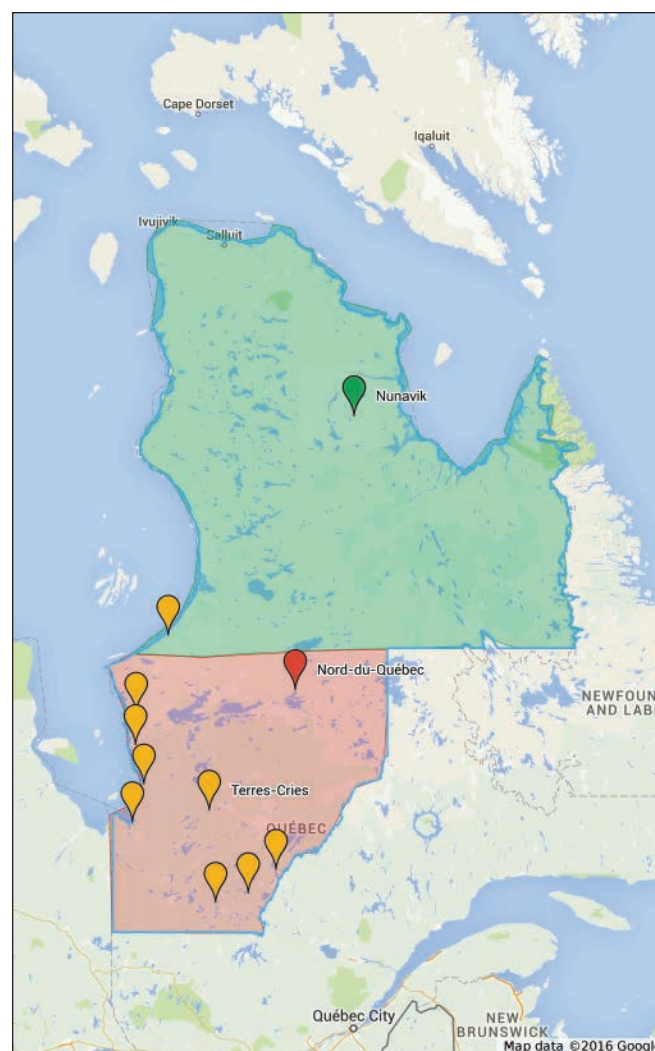 Cape Dorset
Iqaluit
Ivujivik
Salluit
Nunavik
Nord-du-Québec
NEWFOUN
AND LABR
Terres-Cries
QUÉBEC
Québec City
NEW
BRUNSWICK
Map data ©2016 Google